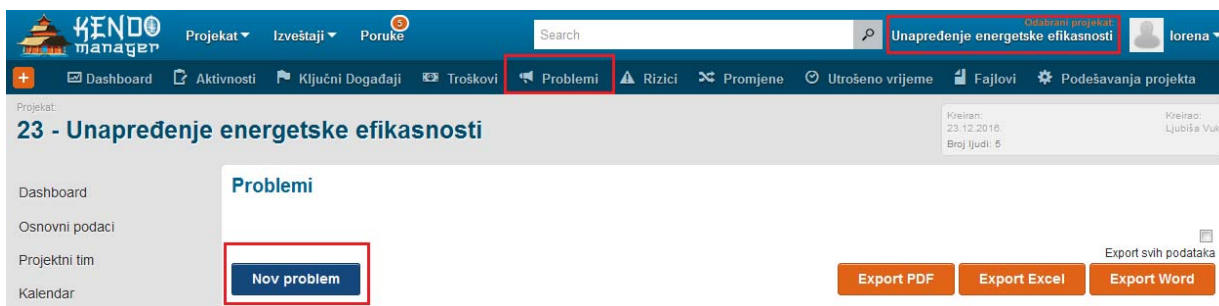 KENDO
manager
Projekat
Izveštaji
Poruke
5
Search
Odabrani projekat:
Unapređenje energetske efikasnosti
lorena
+
Dashboard
Aktivnosti
Ključni Događaji
Troškovi
Problemi
Rizici
Promjene
Utrošeno vrijeme
Fajlovi
Podešavanja projekta
Projekat:
23 - Unapređenje energetske efikasnosti
Kreiran:
23.12.2016.
Broj ljudi: 5
Kreirao:
Ljubiša Vuk
Dashboard
Osnovni podaci
Projektni tim
Kalendar
Problemi
Nov problem
Export svih podataka
Export PDF
Export Excel
Export Word